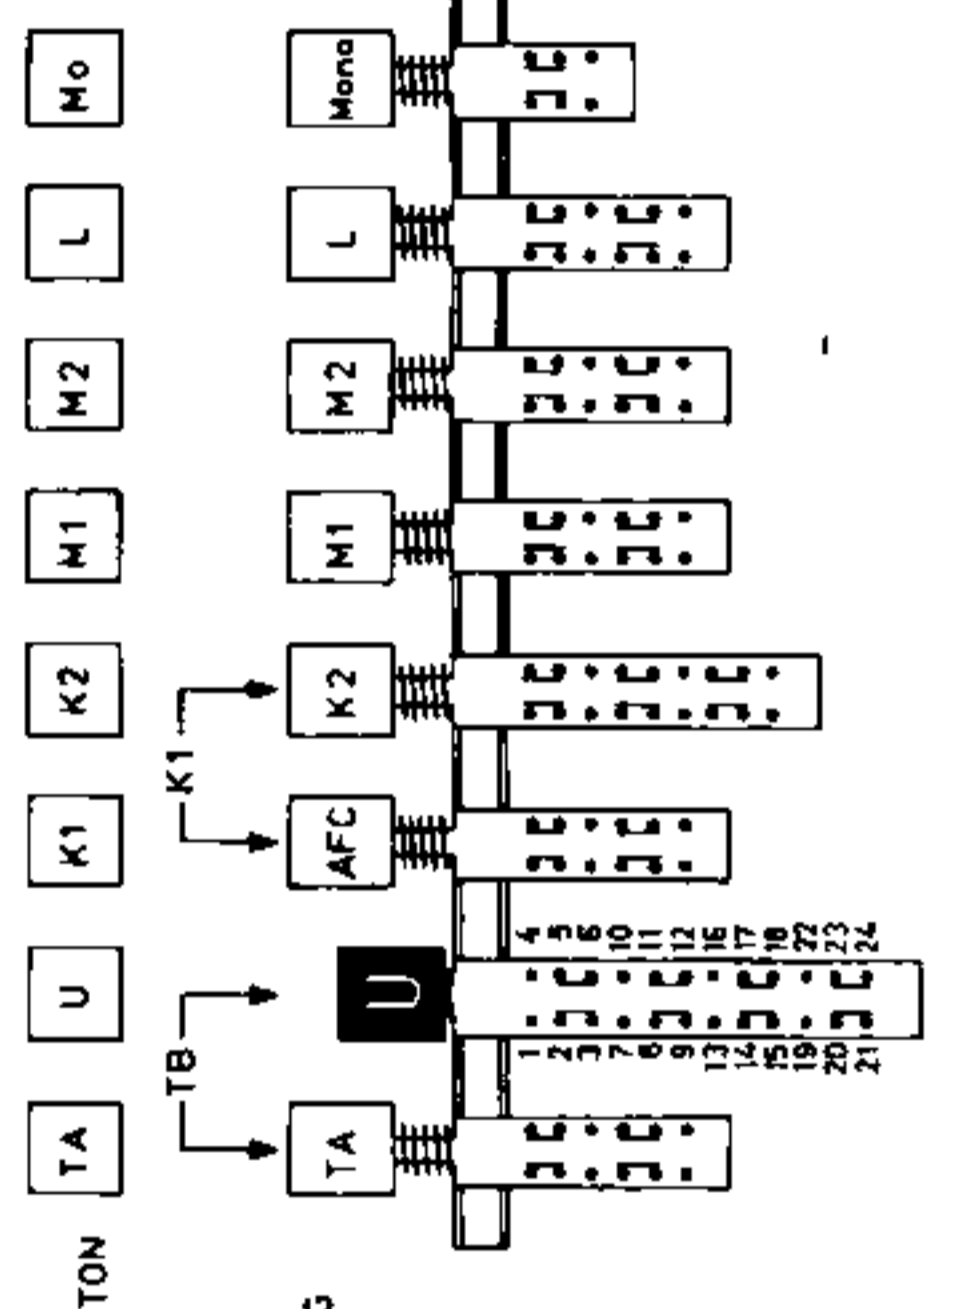 TON TA U K1 K2 M1 M2 L Mo
TB K1
TA U AFC K2 M1 M2 L Mono
4 5 6 10 11 12 16 17 18 22 23 24
1 2 3 7 8 9 13 14 15 19 20 21